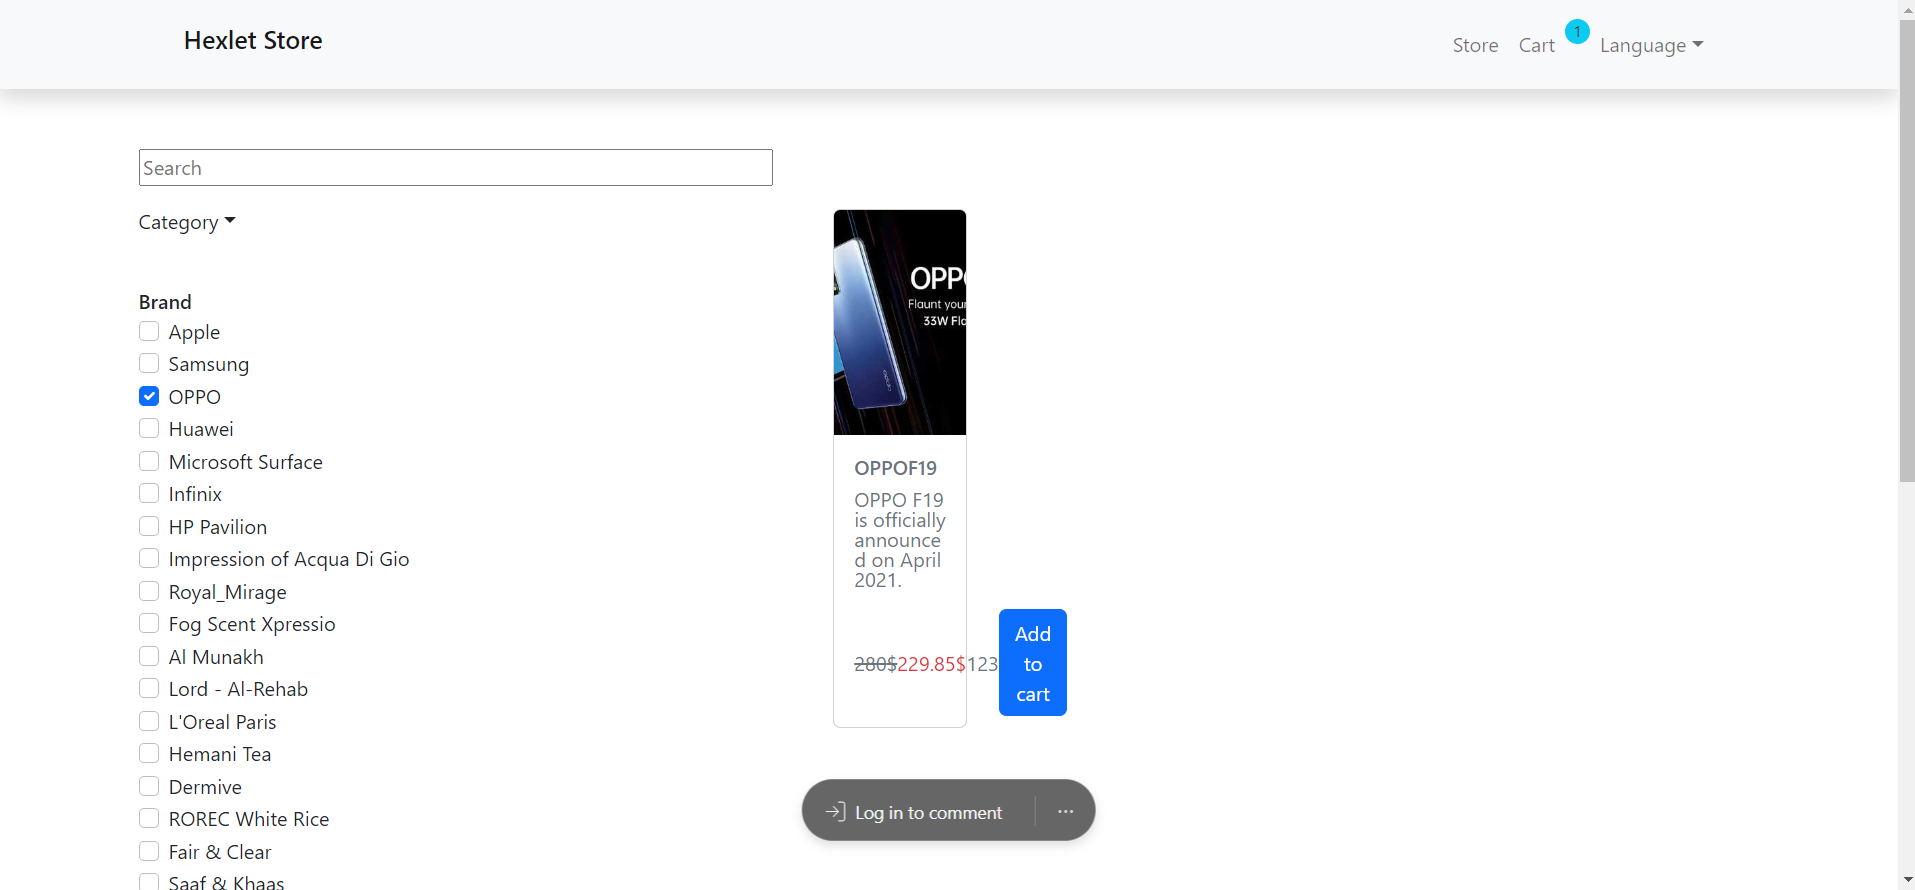 Hexlet Store
Store Cart 1 Language
Search
Category
Brand
Apple
Samsung
OPPO
Huawei
Microsoft Surface
Infinix
HP Pavilion
Impression of Acqua Di Gio
Royal_Mirage
Fog Scent Xpressio
Al Munakh
Lord - Al-Rehab
L'Oreal Paris
Hemani Tea
Dermive
ROREC White Rice
Fair & Clear
Saaf & Khaas
OPPO
Flaunt your
33W Fla
OPPOF19
OPPO F19
is officially
announce
d on April
2021.
280$229.85$123
Add
to
cart
Log in to comment